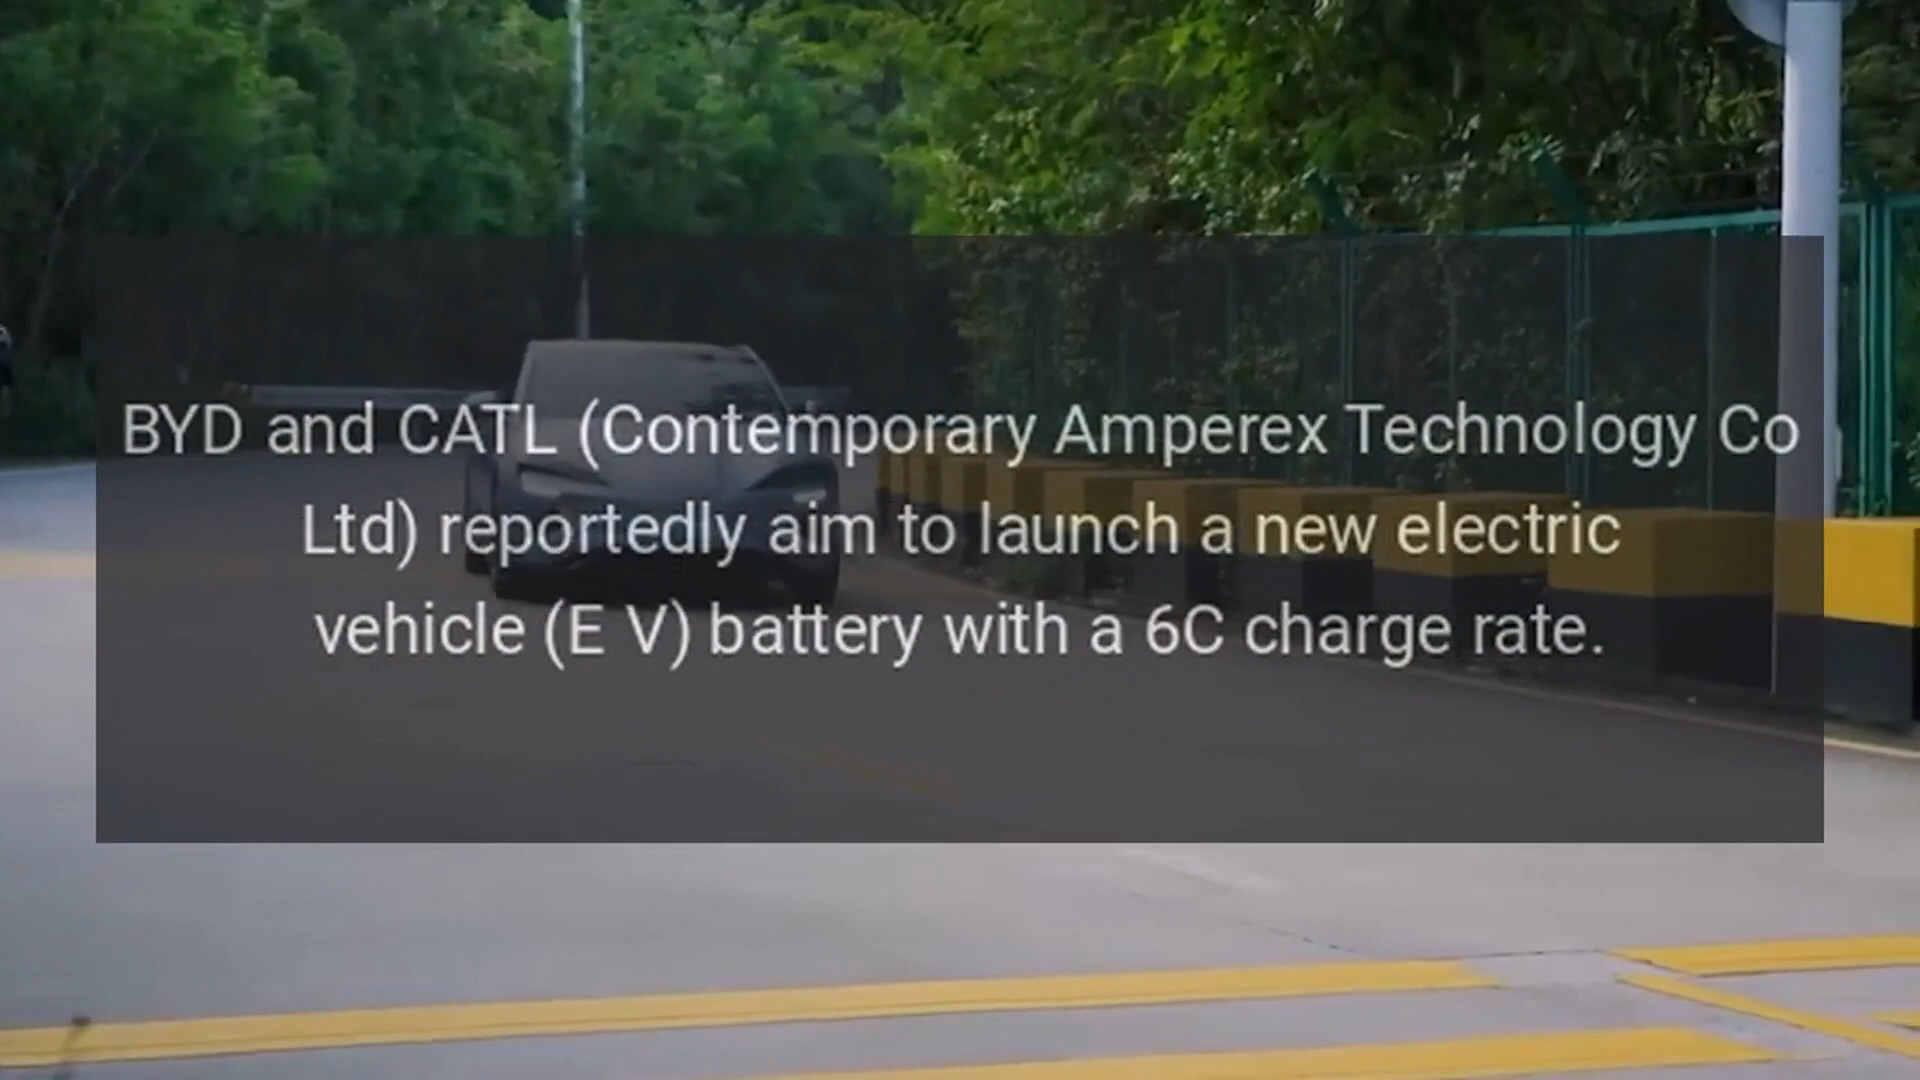 BYD and CATL (Contemporary Amperex Technology Co
Ltd) reportedly aim to launch a new electric
vehicle (E V) battery with a 6C charge rate.